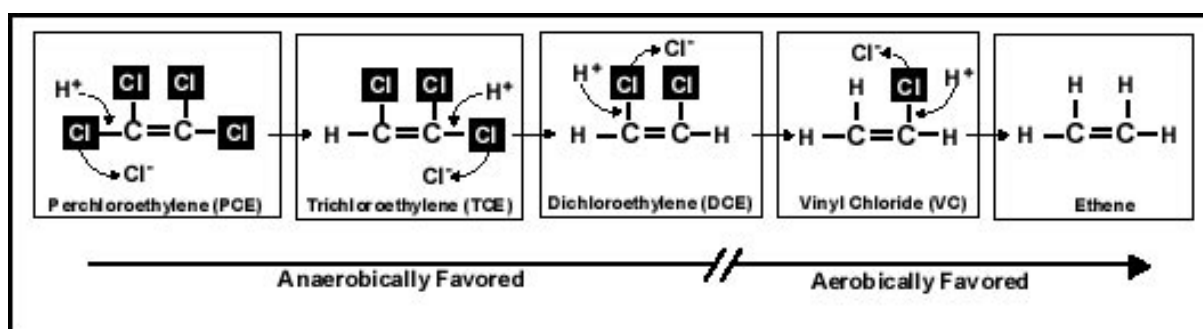 Cl Cl
H+
Cl C=C Cl
Cl-
Perchloroethylene (PCE)
Cl Cl
H+
H C=C Cl
Cl-
Trichloroethylene (TCE)
Cl-
H+ Cl Cl
H C=C H
Dichloroethylene (DCE)
Cl-
H Cl H+
H C=C H
Vinyl Chloride (VC)
H H
H C=C H
Ethene
Anaerobically Favored
Aerobically Favored